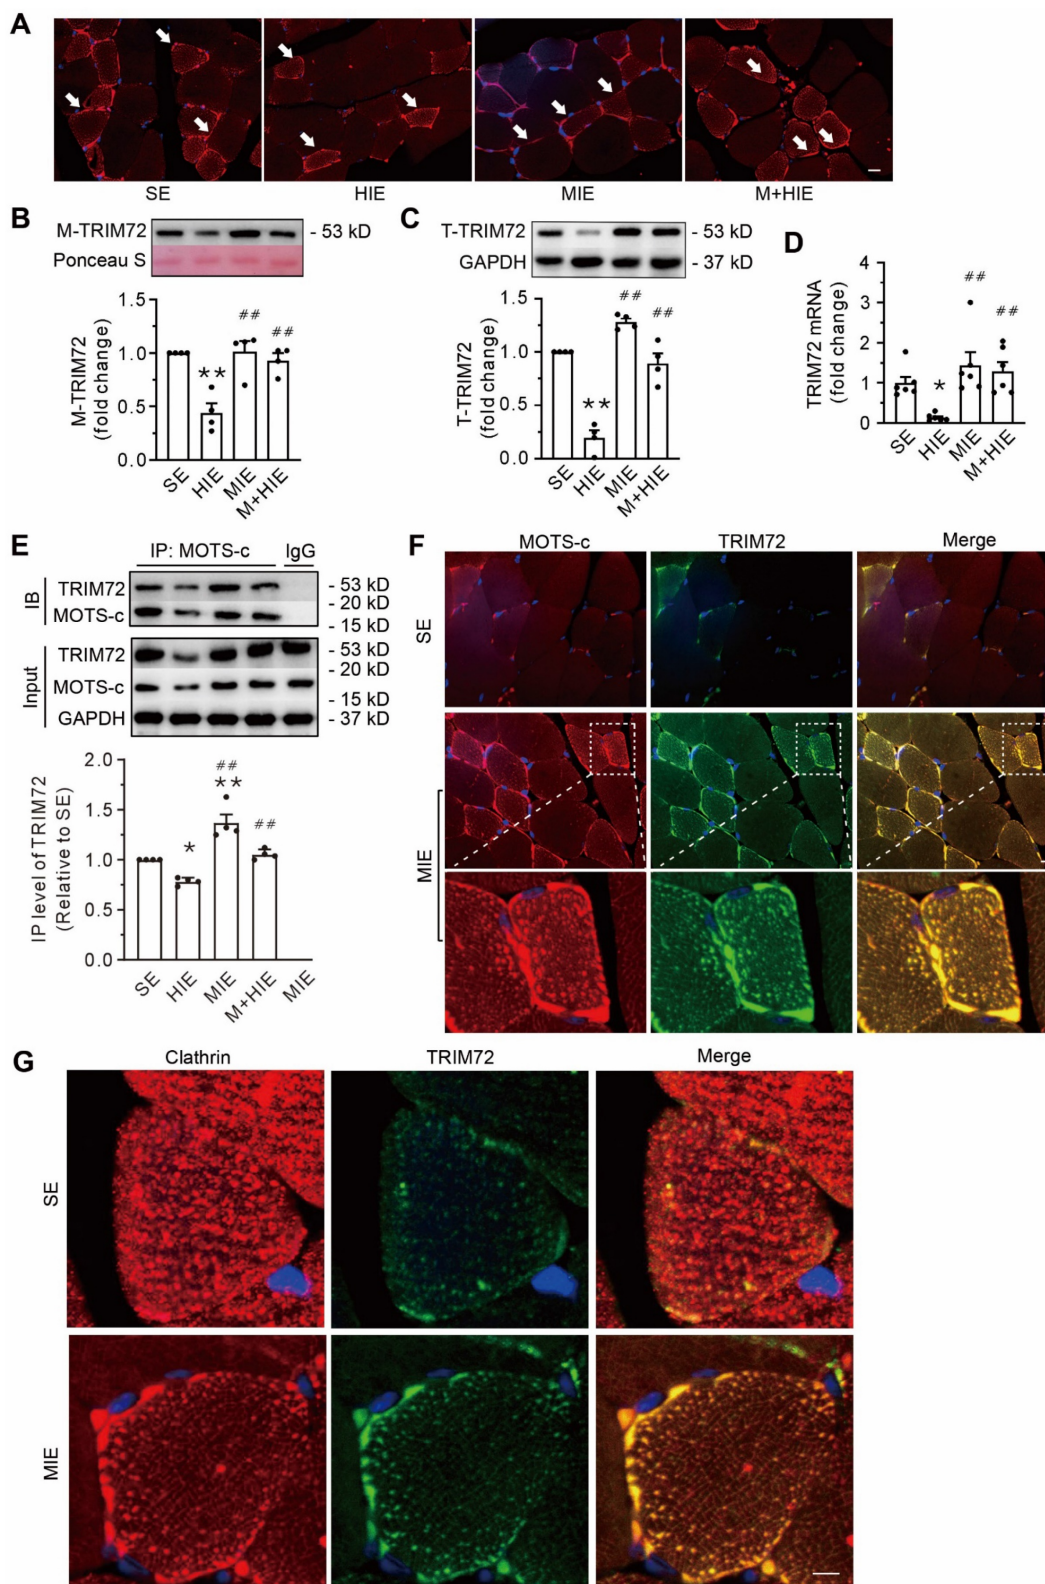 A
SE HIE MIE M+HIE
B
M-TRIM72 - 53 kD
Ponceau S
M-TRIM72
(fold change)
1.5
1.0
0.5
0.0
** ## ##
SE HIE MIE M+HIE
C
T-TRIM72 - 53 kD
GAPDH - 37 kD
T-TRIM72
(fold change)
1.5
1.0
0.5
0.0
** ## ##
SE HIE MIE M+HIE
D
TRIM72 mRNA
(fold change)
4
3
2
1
0
* ## ##
SE HIE MIE M+HIE
E
IP: MOTS-c IgG
IB
TRIM72 - 53 kD
- 20 kD
MOTS-c
- 15 kD
Input
TRIM72 - 53 kD
- 20 kD
MOTS-c
- 15 kD
GAPDH - 37 kD
IP level of TRIM72
(Relative to SE)
2.0
1.5
1.0
0.5
0.0
* ## ** ##
SE HIE MIE M+HIE MIE
F
MOTS-c TRIM72 Merge
SE
MIE
G
Clathrin TRIM72 Merge
SE
MIE